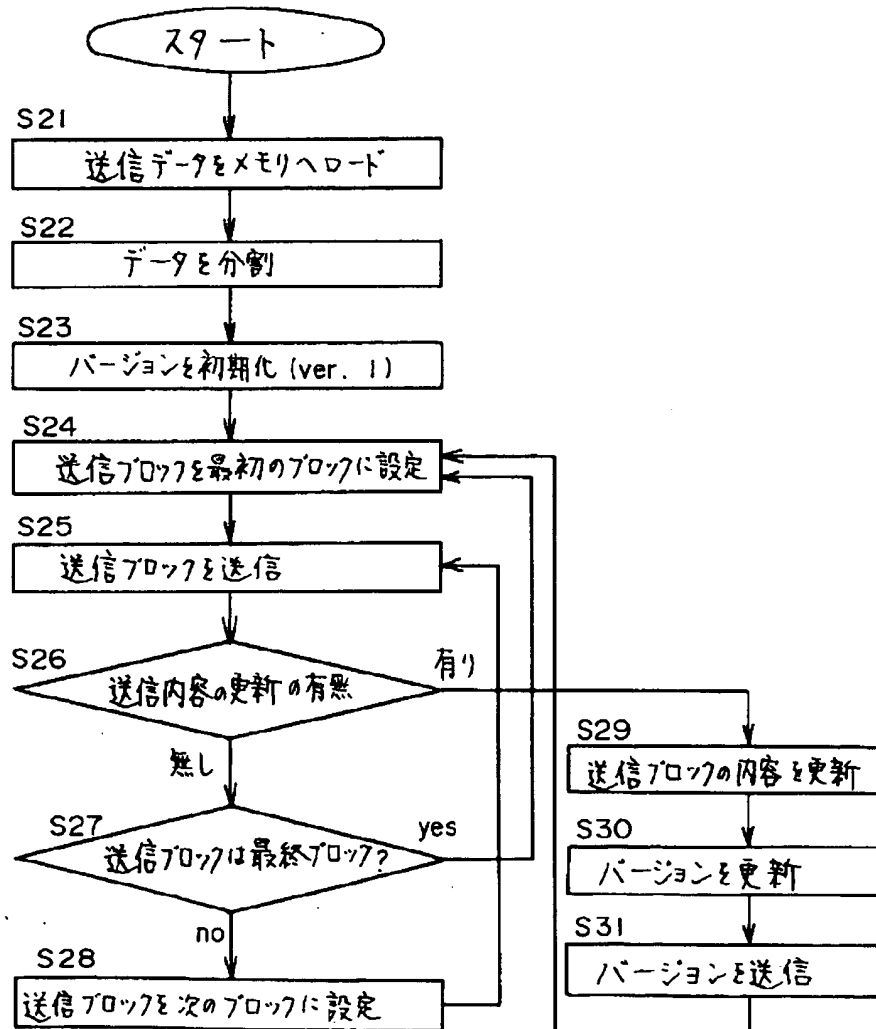 スタート
S21
送信データをメモリへロード
S22
データを分割
S23
バージョンを初期化 (ver. 1)
S24
送信ブロックを最初のブロックに設定
S25
送信ブロックを送信
S26
送信内容の更新の有無
有り
無し
S27
送信ブロックは最終ブロック?
yes
no
S28
送信ブロックを次のブロックに設定
S29
送信ブロックの内容を更新
S30
バージョンを更新
S31
バージョンを送信